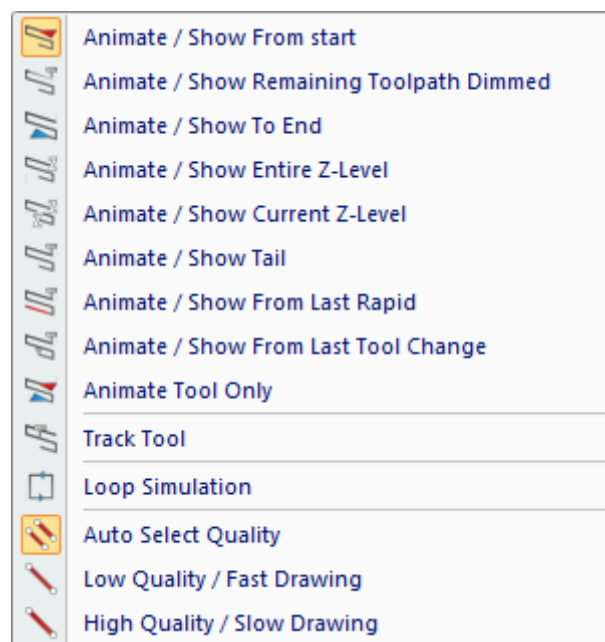 Animate / Show From start
Animate / Show Remaining Toolpath Dimmed
Animate / Show To End
Animate / Show Entire Z-Level
Animate / Show Current Z-Level
Animate / Show Tail
Animate / Show From Last Rapid
Animate / Show From Last Tool Change
Animate Tool Only
Track Tool
Loop Simulation
Auto Select Quality
Low Quality / Fast Drawing
High Quality / Slow Drawing